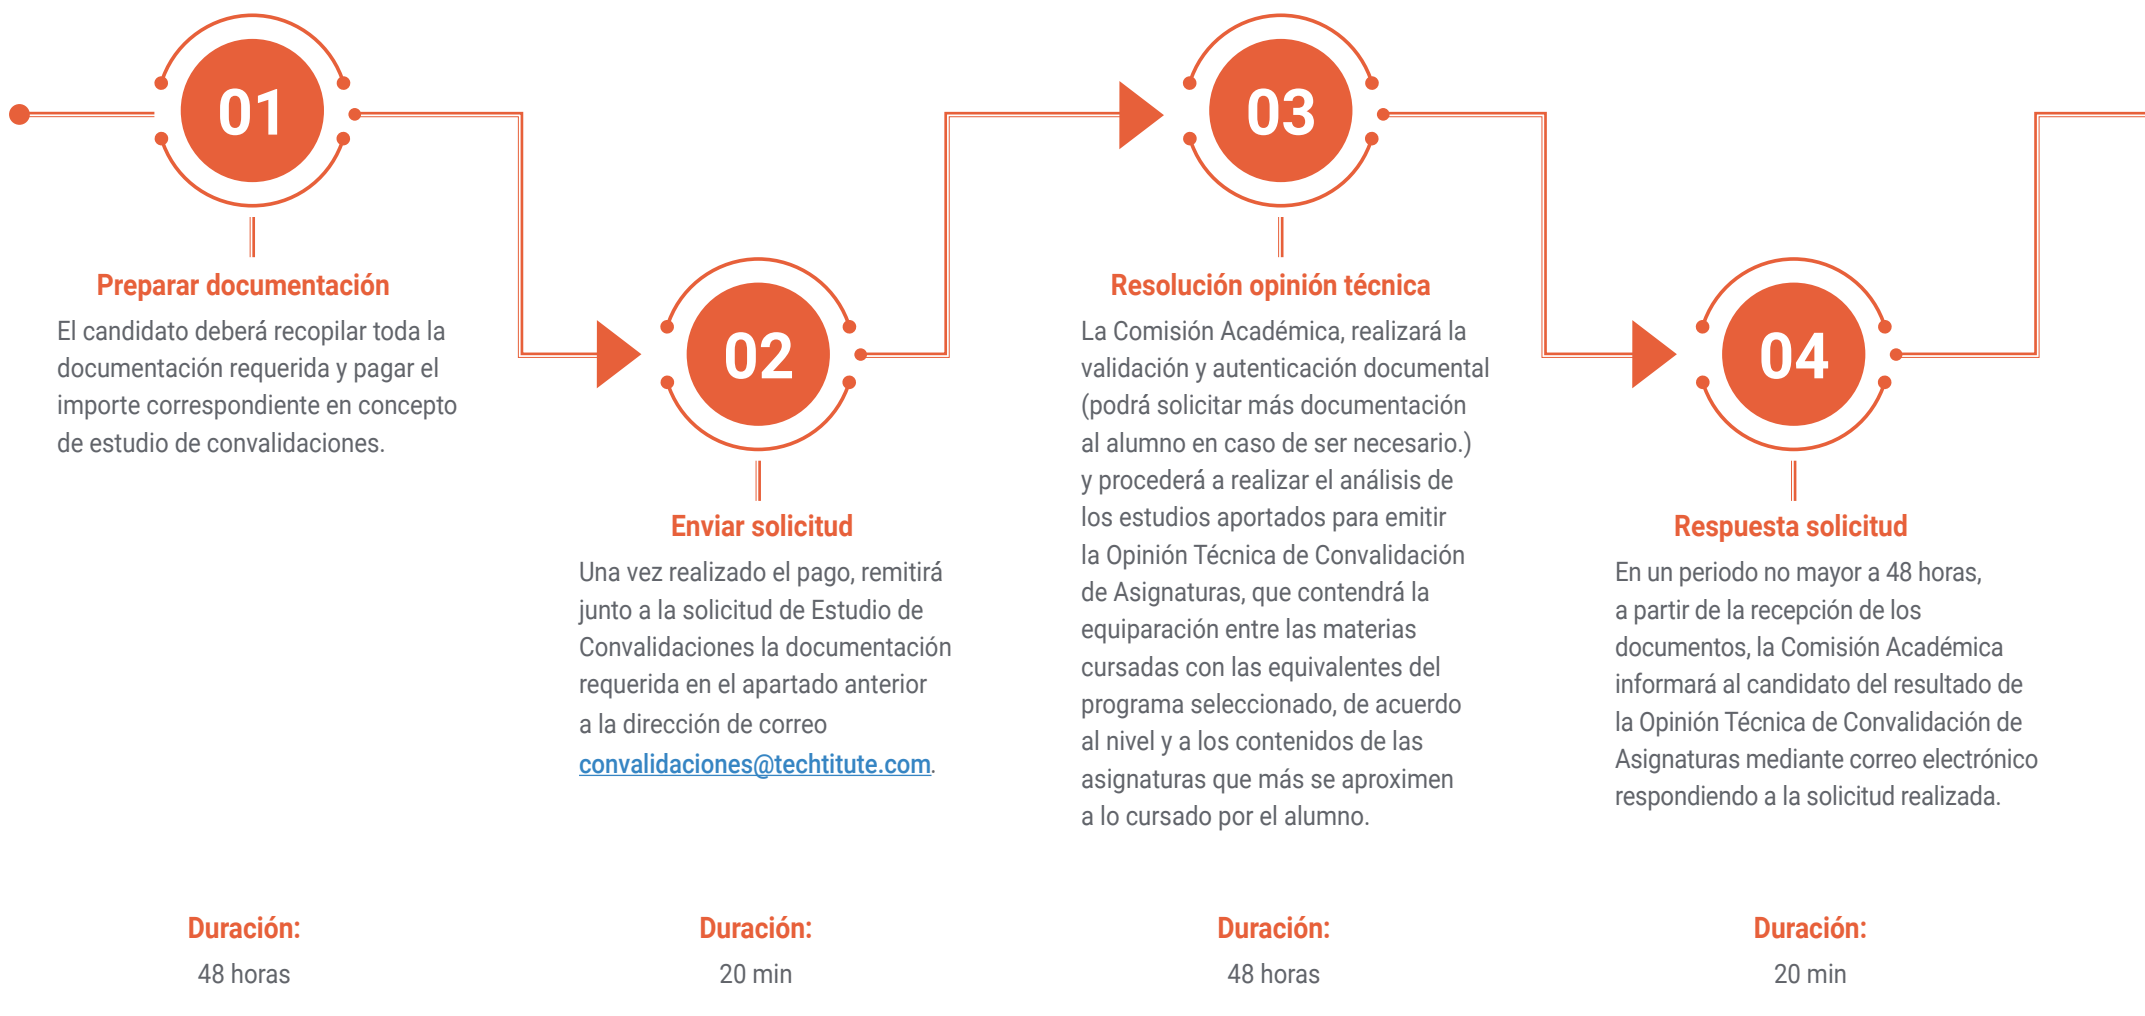 01
Preparar documentación
El candidato deberá recopilar toda la
documentación requerida y pagar el
importe correspondiente en concepto
de estudio de convalidaciones.
Duración:
48 horas
02
Enviar solicitud
Una vez realizado el pago, remitirá
junto a la solicitud de Estudio de
Convalidaciones la documentación
requerida en el apartado anterior
a la dirección de correo
convalidaciones@techtitute.com.
Duración:
20 min
03
Resolución opinión técnica
La Comisión Académica, realizará la
validación y autenticación documental
(podrá solicitar más documentación
al alumno en caso de ser necesario.)
y procederá a realizar el análisis de
los estudios aportados para emitir
la Opinión Técnica de Convalidación
de Asignaturas, que contendrá la
equiparación entre las materias
cursadas con las equivalentes del
programa seleccionado, de acuerdo
al nivel y a los contenidos de las
asignaturas que más se aproximen
a lo cursado por el alumno.
Duración:
48 horas
04
Respuesta solicitud
En un periodo no mayor a 48 horas,
a partir de la recepción de los
documentos, la Comisión Académica
informará al candidato del resultado de
la Opinión Técnica de Convalidación de
Asignaturas mediante correo electrónico
respondiendo a la solicitud realizada.
Duración:
20 min